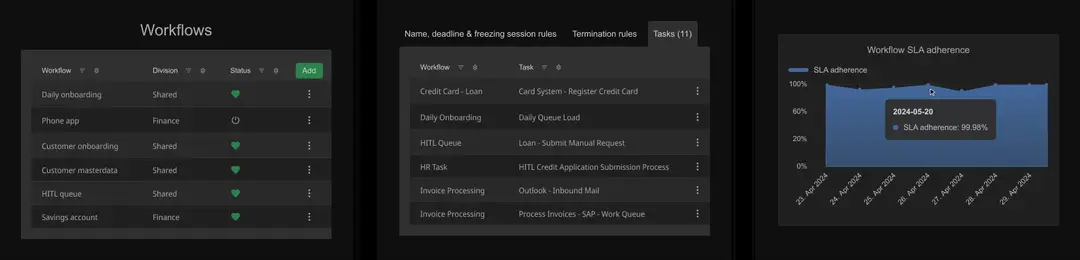 Workflows
Workflow Division Status Add
Daily onboarding Shared
Phone app Finance
Customer onboarding Shared
Customer masterdata Shared
HITL queue Shared
Savings account Finance
Name, deadline & freezing session rules Termination rules Tasks (11)
Workflow Task
Credit Card - Loan Card System - Register Credit Card
Daily Onboarding Daily Queue Load
HITL Queue Loan - Submit Manual Request
HR Task HITL Credit Application Submission Process
Invoice Processing Outlook - Inbound Mail
Invoice Processing Process Invoices - SAP - Work Queue
Workflow SLA adherence
SLA adherence
100%
60%
20%
0%
2024-05-20
SLA adherence: 99.98%
23. Apr 2024
24. Apr 2024
25. Apr 2024
26. Apr 2024
27. Apr 2024
28. Apr 2024
29. Apr 2024